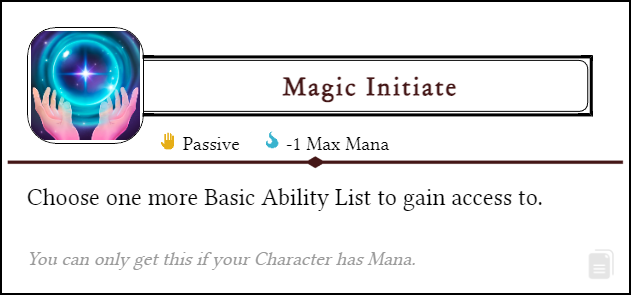 Magic Initiate
Passive -1 Max Mana
Choose one more Basic Ability List to gain access to.
You can only get this if your Character has Mana.